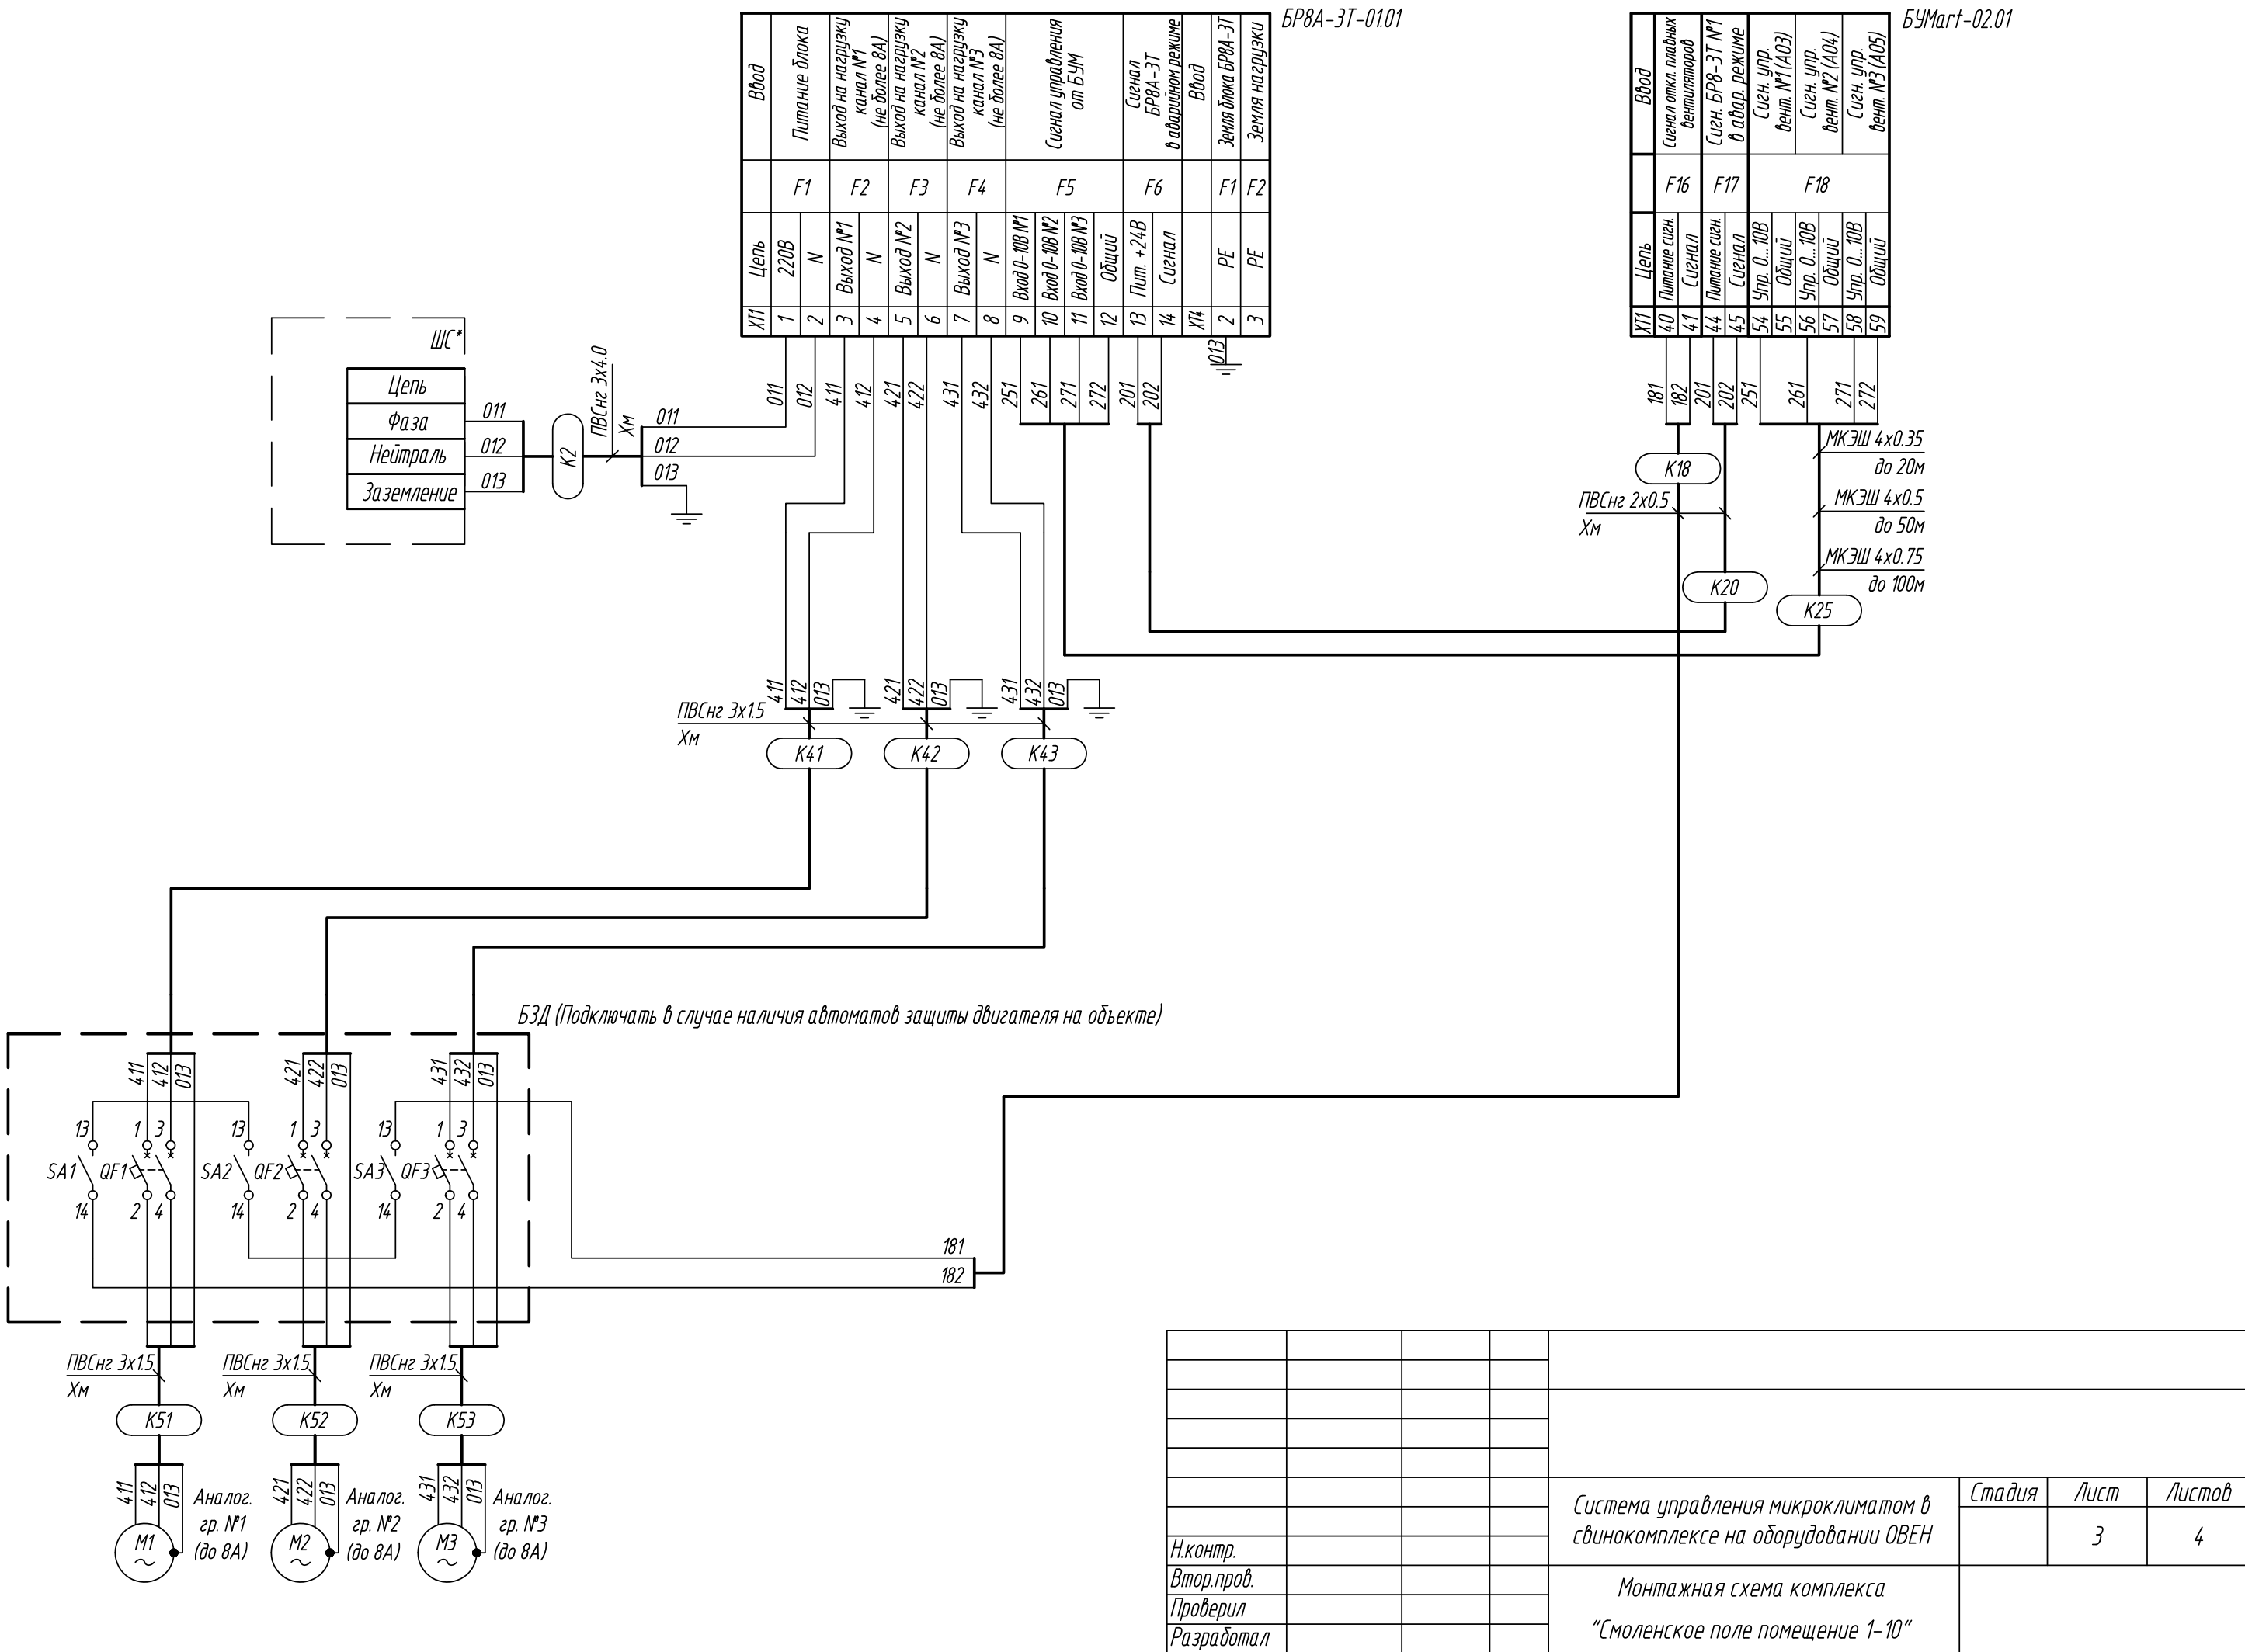 БР8А-3Т-01.01
Ввод
Питание блока
Выход на нагрузку
канал №1
(не более 8А)
Выход на нагрузку
канал №2
(не более 8А)
Выход на нагрузку
канал №3
(не более 8А)
Сигнал управления
от БУМ
Сигнал
БР8А-3Т
в аварийном режиме
Ввод
Земля блока БР8А-3Т
Земля нагрузки
F1 F2 F3 F4 F5 F6 F1 F2
Цепь
220В
N
Выход №1
N
Выход №2
N
Выход №3
N
Вход 0-10В №1
Вход 0-10В №2
Вход 0-10В №3
Общий
Пит. +24В
Сигнал
PE
PE
XT1 1 2 3 4 5 6 7 8 9 10 11 12 13 14 XT4 2 3
011 012 411 412 421 422 431 432 251 261 271 272 201 202 013
БУМart-02.01
Ввод
Сигнал откл. плавных
вентиляторов
Сигн. БР8-3Т №1
в авар. режиме
Сигн. упр.
вент. №1 (АО3)
Сигн. упр.
вент. №2 (АО4)
Сигн. упр.
вент. №3 (АО5)
F16 F17 F18
Цепь
Питание сигн.
Сигнал
Питание сигн.
Сигнал
Упр. 0...10В
Общий
Упр. 0...10В
Общий
Упр. 0...10В
Общий
XT1 40 41 44 45 54 55 56 57 58 59
181 182 201 202 251 261 271 272
ШС*
Цепь
Фаза
Нейтраль
Заземление
011
012
013
К2
ПВСнг 3х4.0
Хм
011
012
013
К18
ПВСнг 2х0.5
Хм
К20
МКЭШ 4х0.35
до 20м
МКЭШ 4х0.5
до 50м
МКЭШ 4х0.75
до 100м
К25
411 412 013 421 422 013 431 432 013
ПВСнг 3х1.5
Хм
К41 К42 К43
БЗД (Подключать в случае наличия автоматов защиты двигателя на объекте)
411 412 013 421 422 013 431 432 013
13 1 3 13 1 3 13 1 3
SA1 QF1 SA2 QF2 SA3 QF3
14 2 4 14 2 4 14 2 4
181
182
ПВСнг 3х1.5 ПВСнг 3х1.5 ПВСнг 3х1.5
Хм Хм Хм
К51 К52 К53
411 412 013 421 422 013 431 432 013
Аналог.
гр. №1
(до 8А)
Аналог.
гр. №2
(до 8А)
Аналог.
гр. №3
(до 8А)
М1 М2 М3
Система управления микроклиматом в
свинокомплексе на оборудовании ОВЕН
Стадия Лист Листов
3 4
Н.контр.
Втор.пров.
Проверил
Разработал
Монтажная схема комплекса
"Смоленское поле помещение 1-10"